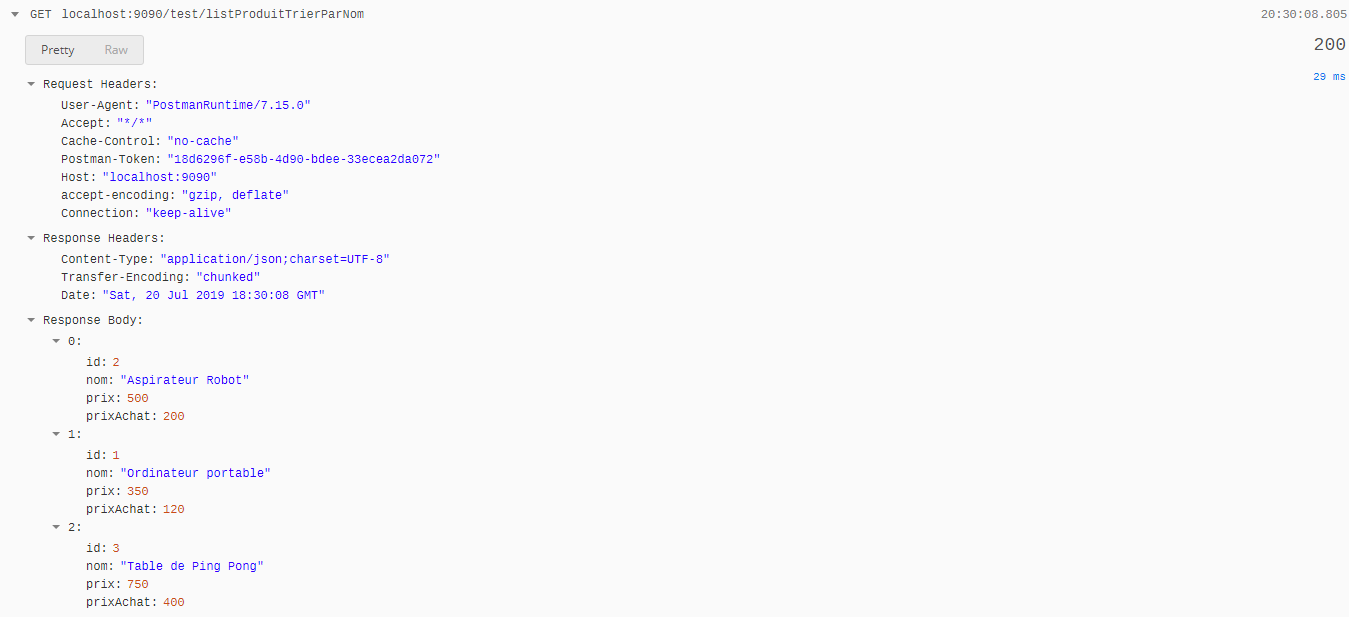 GET localhost:9090/test/listProduitTrierParNom 20:30:08.805
Pretty Raw 200
29 ms
Request Headers:
User-Agent: "PostmanRuntime/7.15.0"
Accept: "*/*"
Cache-Control: "no-cache"
Postman-Token: "18d6296f-e58b-4d90-bdee-33ecea2da072"
Host: "localhost:9090"
accept-encoding: "gzip, deflate"
Connection: "keep-alive"
Response Headers:
Content-Type: "application/json;charset=UTF-8"
Transfer-Encoding: "chunked"
Date: "Sat, 20 Jul 2019 18:30:08 GMT"
Response Body:
0:
id: 2
nom: "Aspirateur Robot"
prix: 500
prixAchat: 200
1:
id: 1
nom: "Ordinateur portable"
prix: 350
prixAchat: 120
2:
id: 3
nom: "Table de Ping Pong"
prix: 750
prixAchat: 400